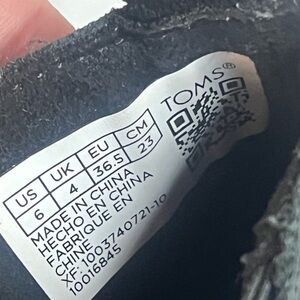 TOMS®
US UK EU CM
6 4 36.5 23
MADE IN CHINA
HECHO EN CHINA
FABRIQUE EN
CHINE
XF: 1003740721-10
10016845